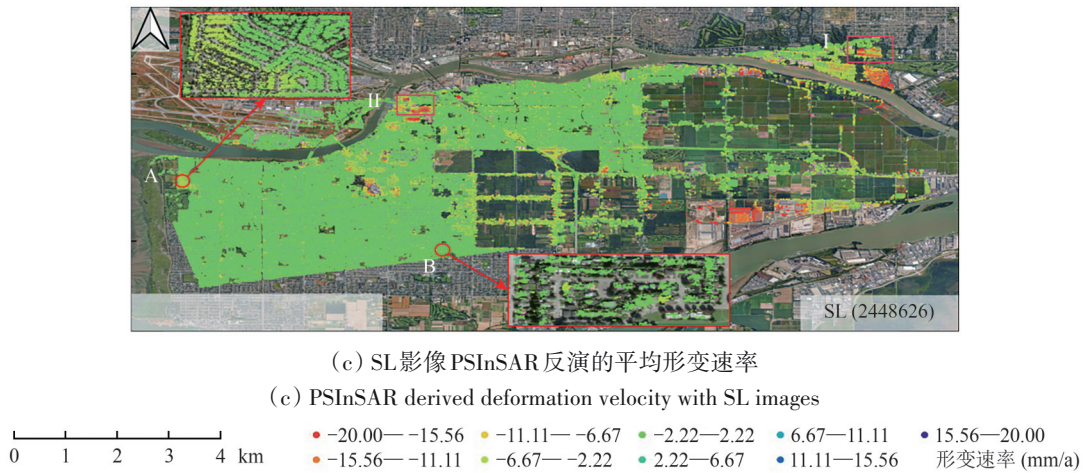 I
II
A
B
SL (2448626)
(c) SL影像PSInSAR反演的平均形变速率
(c) PSInSAR derived deformation velocity with SL images
0 1 2 3 4 km
-20.00— -15.56 -11.11— -6.67 -2.22—2.22 6.67—11.11 15.56—20.00
-15.56— -11.11 -6.67— -2.22 2.22—6.67 11.11—15.56 形变速率 (mm/a)